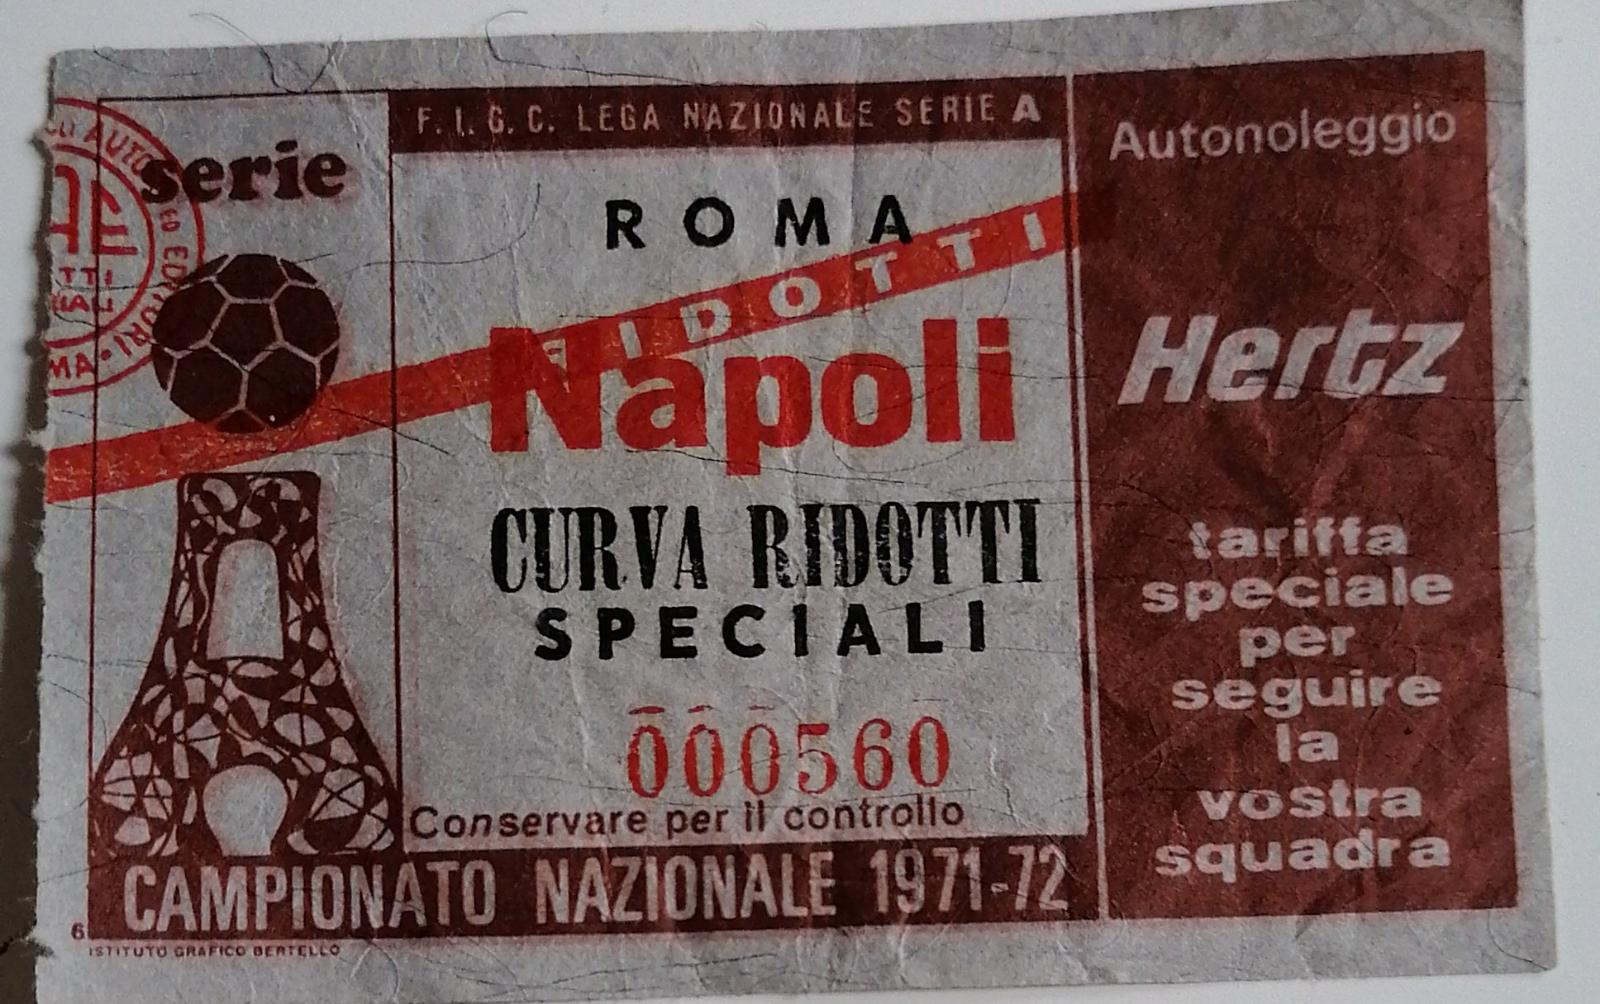 serie
F. I. G. C. LEGA NAZIONALE SERIE A
ROMA
RIDOTTI
Napoli
CURVA RIDOTTI
SPECIALI
000560
Conservare per il controllo
CAMPIONATO NAZIONALE 1971-72
6
ISTITUTO GRAFICO BERTELLO
Autonoleggio
Hertz
tariffa
speciale
per
seguire
la
vostra
squadra